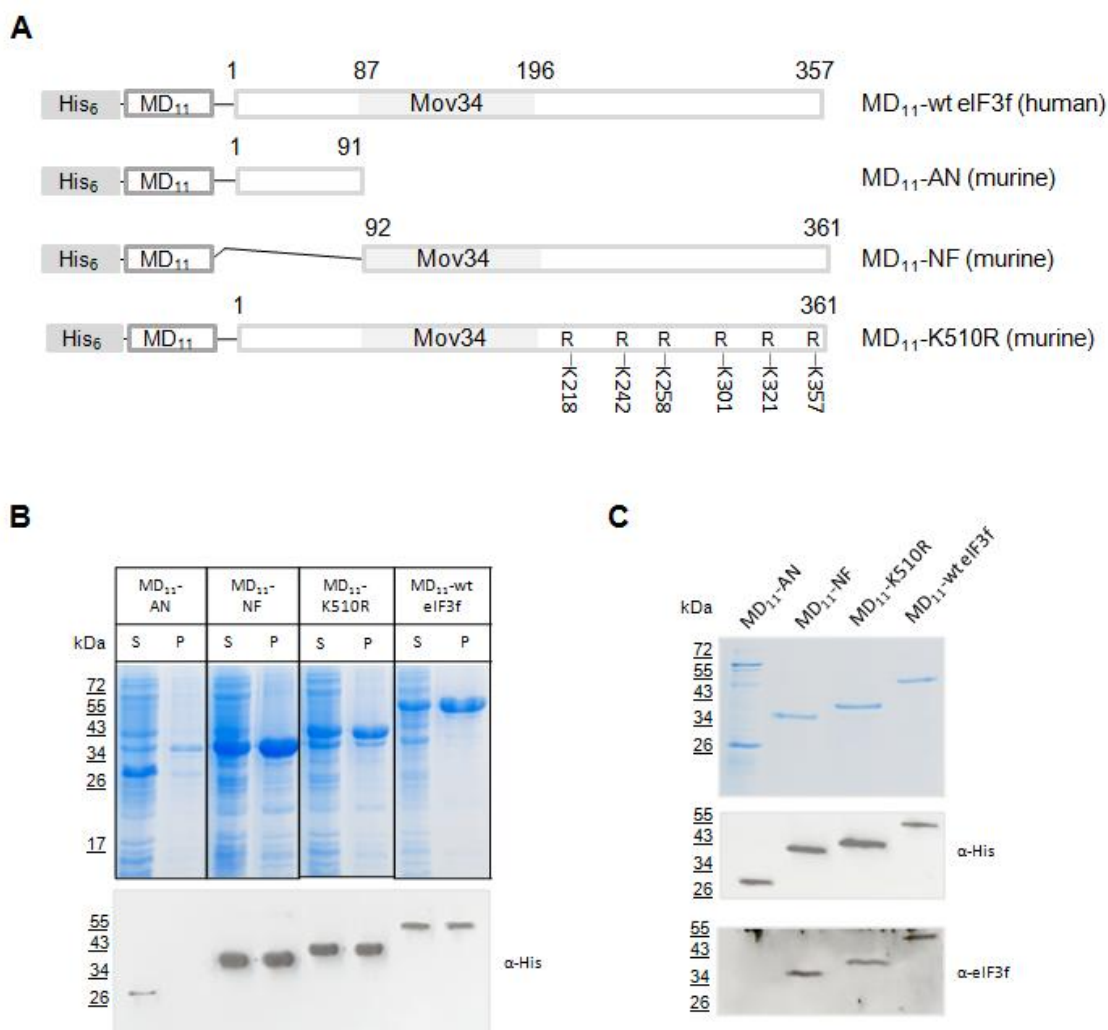 A
1 87 196 357
His6 MD11 Mov34 MD11-wt eIF3f (human)
1 91
His6 MD11 MD11-AN (murine)
92 361
His6 MD11 Mov34 MD11-NF (murine)
1 361
His6 MD11 Mov34 R R R R R R MD11-K510R (murine)
K218 K242 K258 K301 K321 K357
B
MD11-AN MD11-NF MD11-K510R MD11-wt eIF3f
kDa S P S P S P S P
72
55
43
34
26
17
55
43
34
26
α-His
C
kDa MD11-AN MD11-NF MD11-K510R MD11-wt eIF3f
72
55
43
34
26
55
43
34
26
α-His
55
43
34
26
α-eIF3f